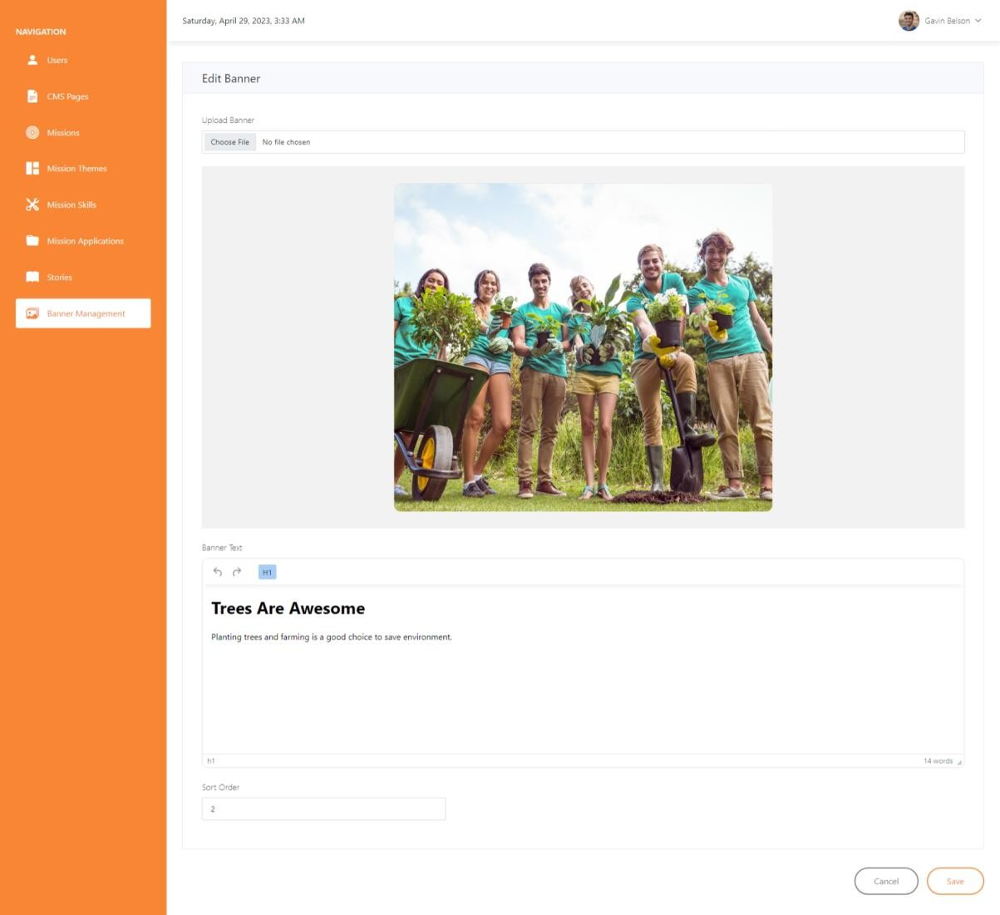 NAVIGATION
Users
CMS Pages
Missions
Mission Themes
Mission Skills
Mission Applications
Stories
Banner Management
Saturday, April 29, 2023, 3:33 AM
Gavin Belson
Edit Banner
Upload Banner
Choose File No file chosen
Banner Text
H1
Trees Are Awesome
Planting trees and farming is a good choice to save environment.
h1
14 words
Sort Order
2
Cancel
Save